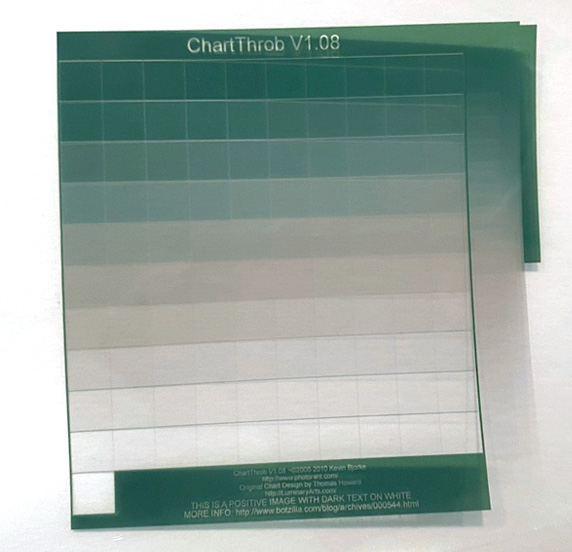 ChartThrob V1.08
ChartThrob V1.08 ©2006-2010 Kevin Bjorke
http://www.photorant.com/
Original Chart Design by Thomas Howard
http://LuminaryArts.com/
THIS IS A POSITIVE IMAGE WITH DARK TEXT ON WHITE
MORE INFO: http://www.botzilla.com/blog/archives/000544.html